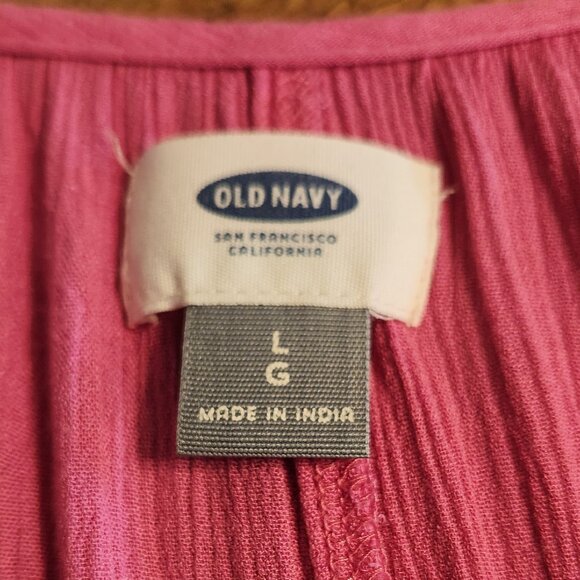 OLD NAVY
SAN FRANCISCO
CALIFORNIA
L
G
MADE IN INDIA